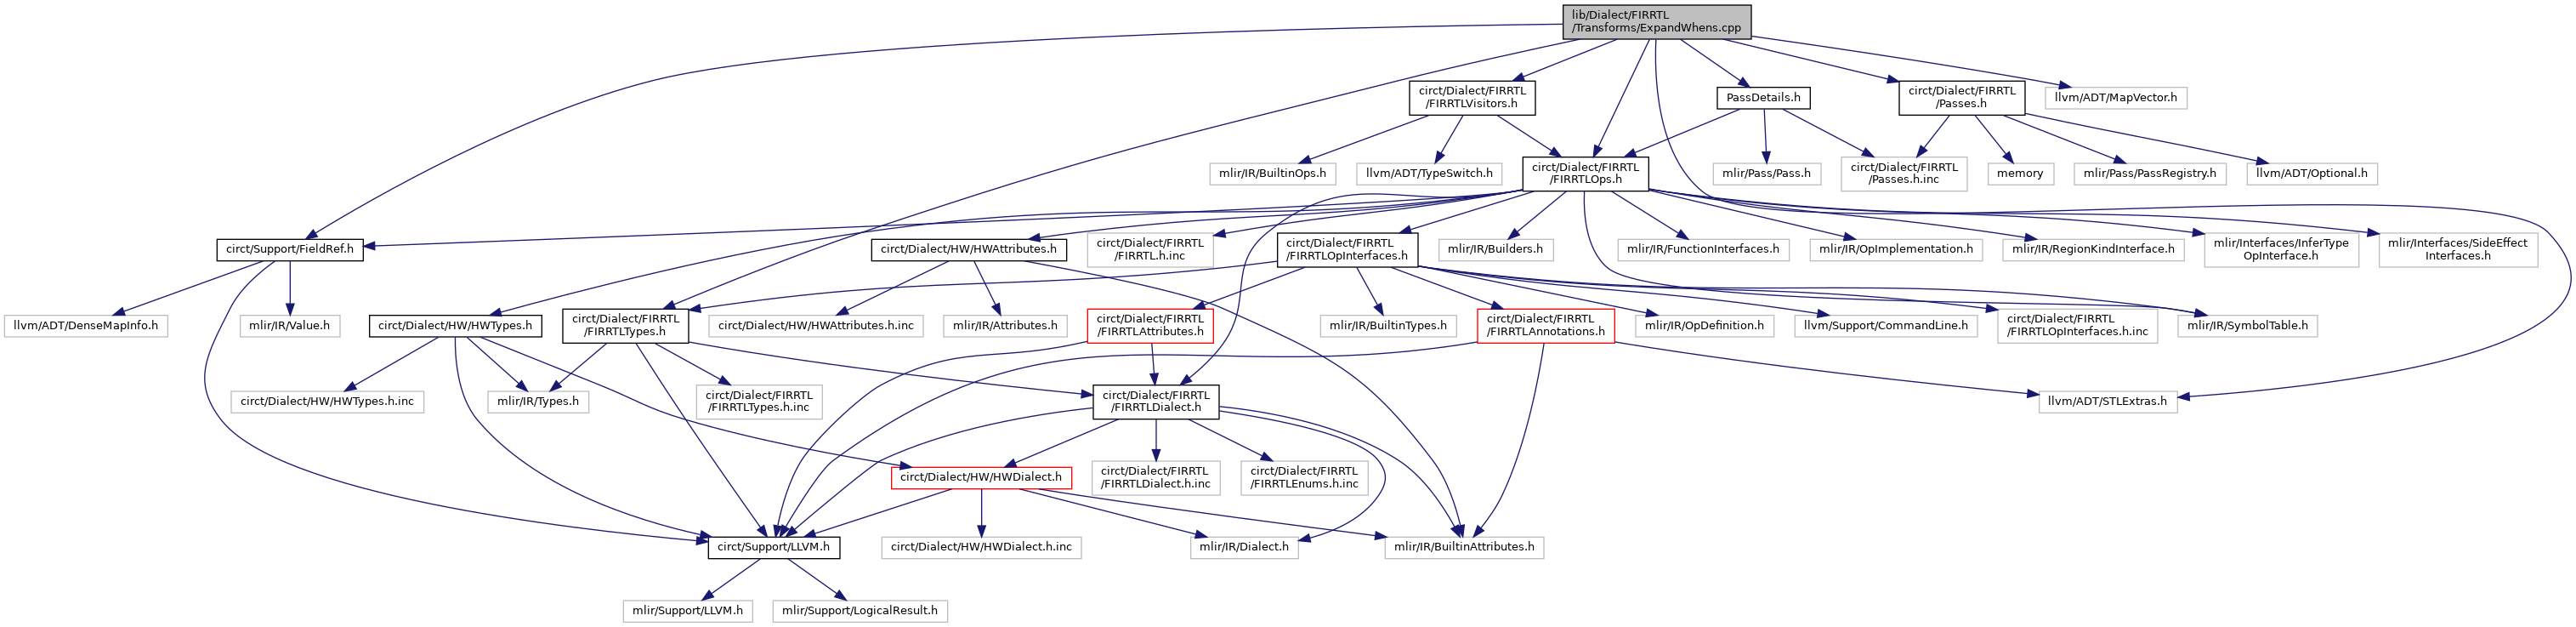 lib/Dialect/FIRRTL
/Transforms/ExpandWhens.cpp
circt/Dialect/FIRRTL
/FIRRTLVisitors.h
PassDetails.h
circt/Dialect/FIRRTL
/Passes.h
llvm/ADT/MapVector.h
mlir/IR/BuiltinOps.h
llvm/ADT/TypeSwitch.h
circt/Dialect/FIRRTL
/FIRRTLOps.h
mlir/Pass/Pass.h
circt/Dialect/FIRRTL
/Passes.h.inc
memory
mlir/Pass/PassRegistry.h
llvm/ADT/Optional.h
circt/Support/FieldRef.h
circt/Dialect/HW/HWAttributes.h
circt/Dialect/FIRRTL
/FIRRTL.h.inc
circt/Dialect/FIRRTL
/FIRRTLOpInterfaces.h
mlir/IR/Builders.h
mlir/IR/FunctionInterfaces.h
mlir/IR/OpImplementation.h
mlir/IR/RegionKindInterface.h
mlir/Interfaces/InferType
OpInterface.h
mlir/Interfaces/SideEffect
Interfaces.h
llvm/ADT/DenseMapInfo.h
mlir/IR/Value.h
circt/Dialect/HW/HWTypes.h
circt/Dialect/FIRRTL
/FIRRTLTypes.h
circt/Dialect/HW/HWAttributes.h.inc
mlir/IR/Attributes.h
circt/Dialect/FIRRTL
/FIRRTLAttributes.h
mlir/IR/BuiltinTypes.h
circt/Dialect/FIRRTL
/FIRRTLAnnotations.h
mlir/IR/OpDefinition.h
llvm/Support/CommandLine.h
circt/Dialect/FIRRTL
/FIRRTLOpInterfaces.h.inc
mlir/IR/SymbolTable.h
circt/Dialect/HW/HWTypes.h.inc
mlir/IR/Types.h
circt/Dialect/FIRRTL
/FIRRTLTypes.h.inc
circt/Dialect/FIRRTL
/FIRRTLDialect.h
llvm/ADT/STLExtras.h
circt/Dialect/HW/HWDialect.h
circt/Dialect/FIRRTL
/FIRRTLDialect.h.inc
circt/Dialect/FIRRTL
/FIRRTLEnums.h.inc
circt/Support/LLVM.h
circt/Dialect/HW/HWDialect.h.inc
mlir/IR/Dialect.h
mlir/IR/BuiltinAttributes.h
mlir/Support/LLVM.h
mlir/Support/LogicalResult.h